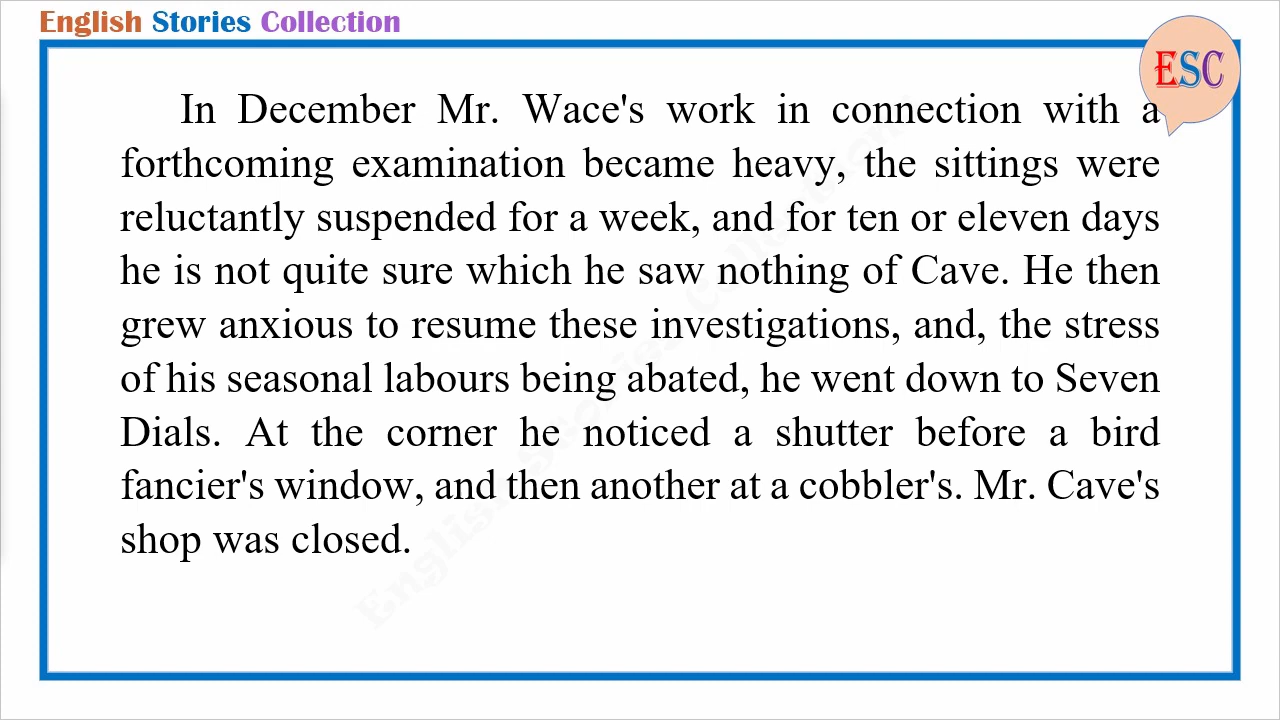 English Stories Collection
ESC
In December Mr. Wace's work in connection with a
forthcoming examination became heavy, the sittings were
reluctantly suspended for a week, and for ten or eleven days
he is not quite sure which he saw nothing of Cave. He then
grew anxious to resume these investigations, and, the stress
of his seasonal labours being abated, he went down to Seven
Dials. At the corner he noticed a shutter before a bird
fancier's window, and then another at a cobbler's. Mr. Cave's
shop was closed.
English Stories Collection